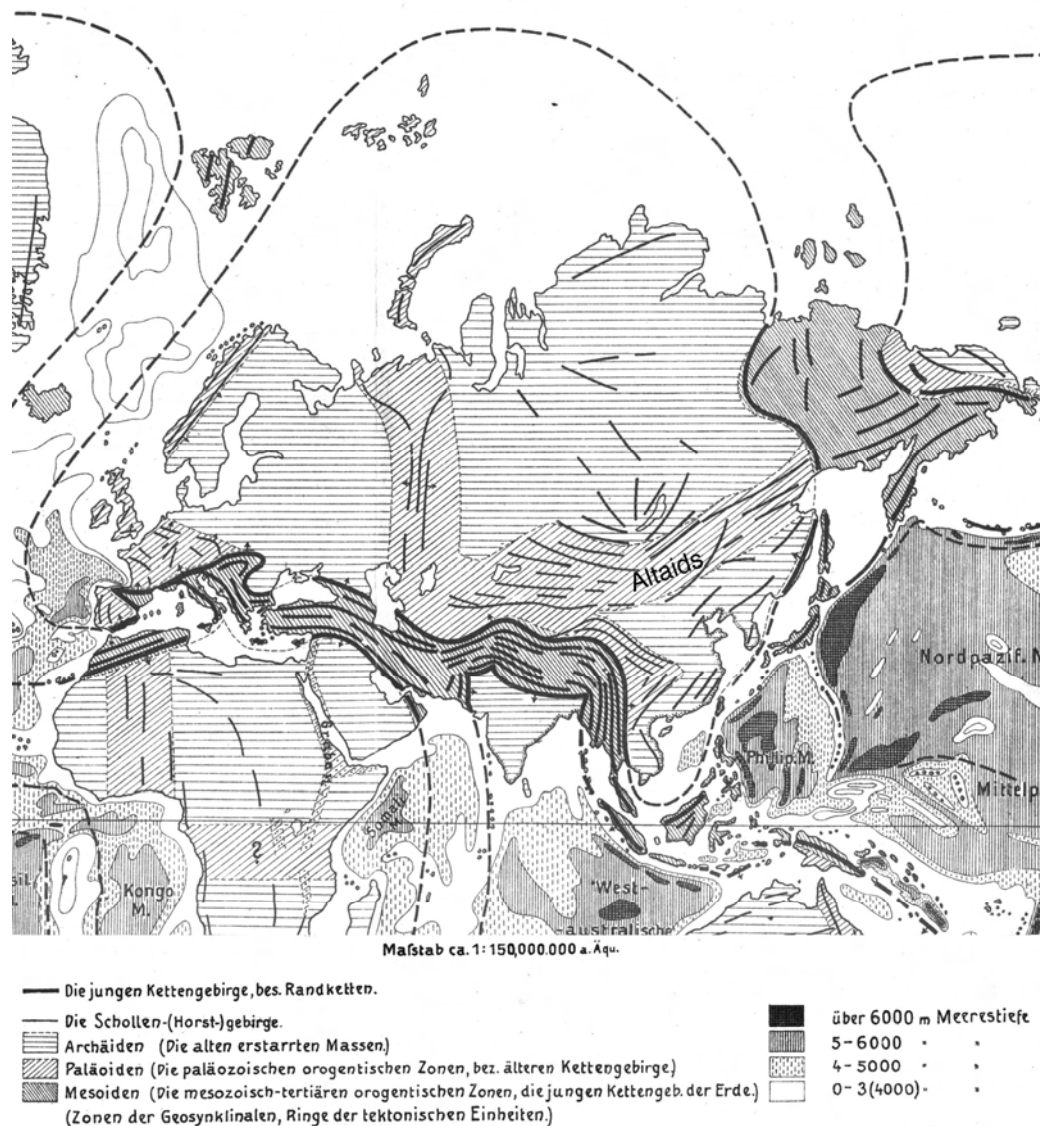 Altaids
Nordpazif. N
Phillip. M.
Mittelp
Grabenz.
Somali
M.
?
sil.
Kongo
M.
West-
-australische
Maſstab ca. 1:150,000.000 a. Äqu.
Die jungen Kettengebirge, bes. Randketten.
Die Schollen-(Horst-)gebirge.
Archäiden (Die alten erstarrten Massen.)
Paläoiden (Die paläozoischen orogentischen Zonen, bez. älteren Kettengebirge.)
Mesoiden (Die mesozoisch-tertiären orogentischen Zonen, die jungen Kettengeb. der Erde.)
(Zonen der Geosynklinalen, Ringe der tektonischen Einheiten.)
über 6000 m Meerestiefe
5-6000 " "
4-5000 " "
0-3(4000) " "